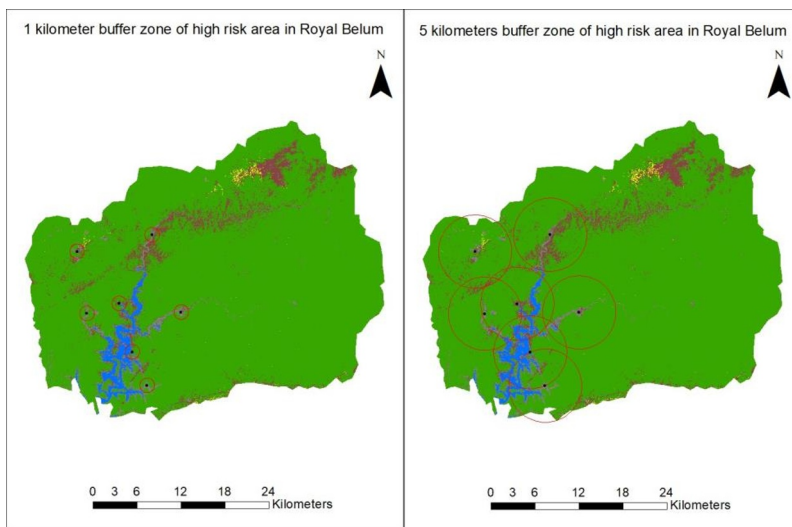 1 kilometer buffer zone of high risk area in Royal Belum
N
0 3 6 12 18 24
Kilometers
5 kilometers buffer zone of high risk area in Royal Belum
N
0 3 6 12 18 24
Kilometers